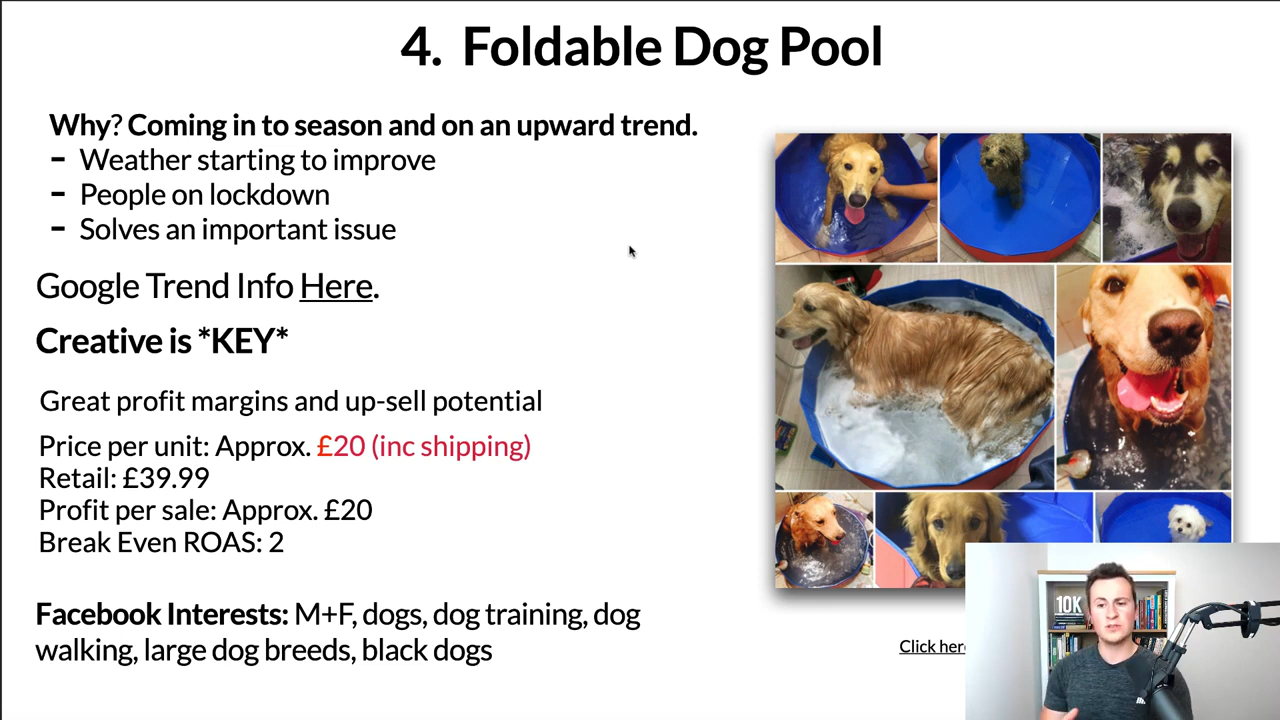 4. Foldable Dog Pool
Why? Coming in to season and on an upward trend.
- Weather starting to improve
- People on lockdown
- Solves an important issue
Google Trend Info Here.
Creative is *KEY*
Great profit margins and up-sell potential
Price per unit: Approx. £20 (inc shipping)
Retail: £39.99
Profit per sale: Approx. £20
Break Even ROAS: 2
Facebook Interests: M+F, dogs, dog training, dog
walking, large dog breeds, black dogs
Click here
10K